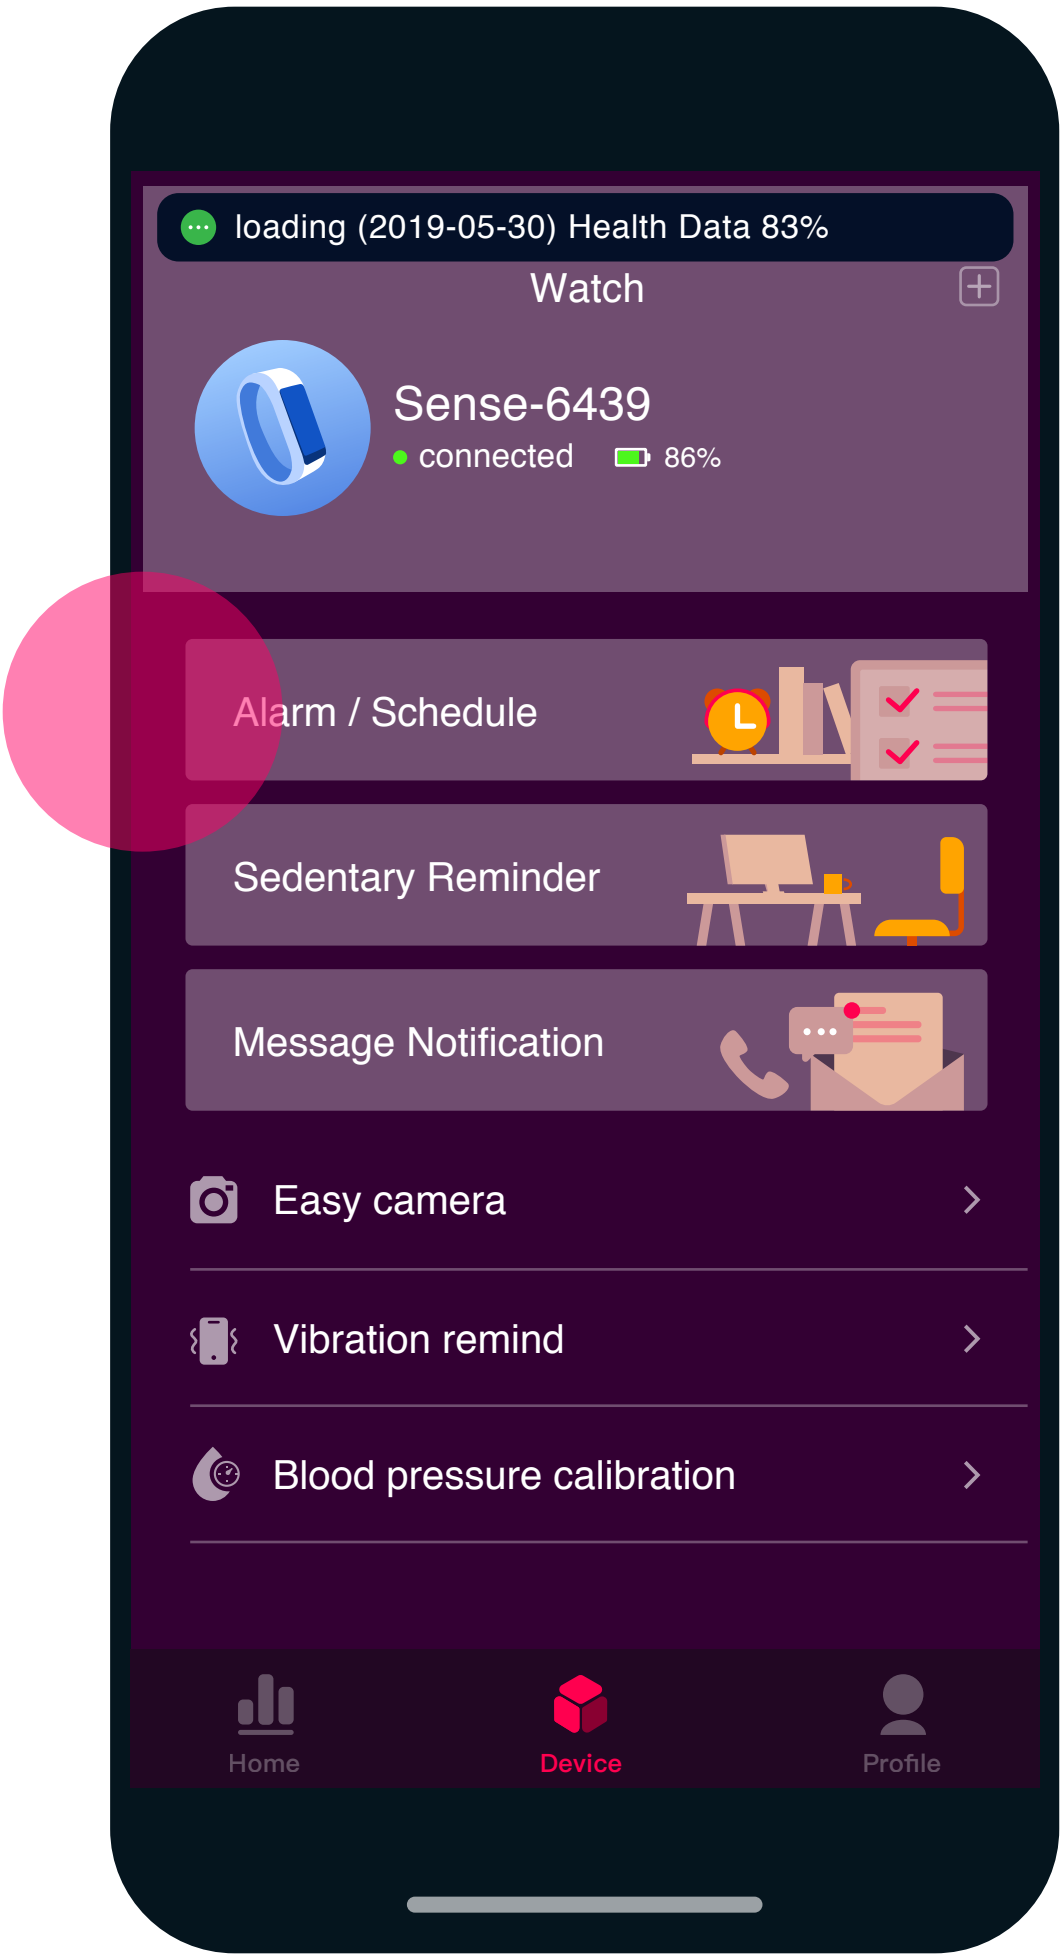 loading (2019-05-30) Health Data 83%
Watch
Sense-6439
connected 86%
Alarm / Schedule
Sedentary Reminder
Message Notification
Easy camera
Vibration remind
Blood pressure calibration
Home Device Profile